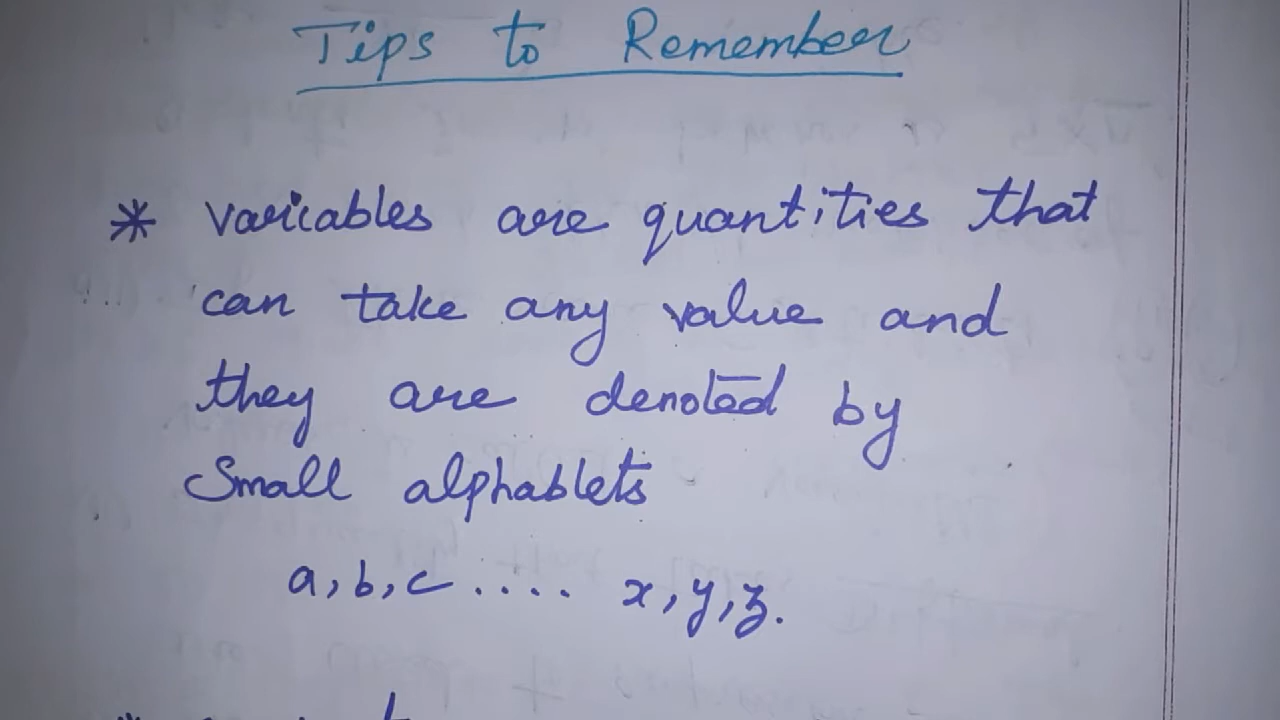 Tips to Remember
* variables are quantities that
can take any value and
they are denoted by
Small alphablets
a, b, c .... x, y, z.